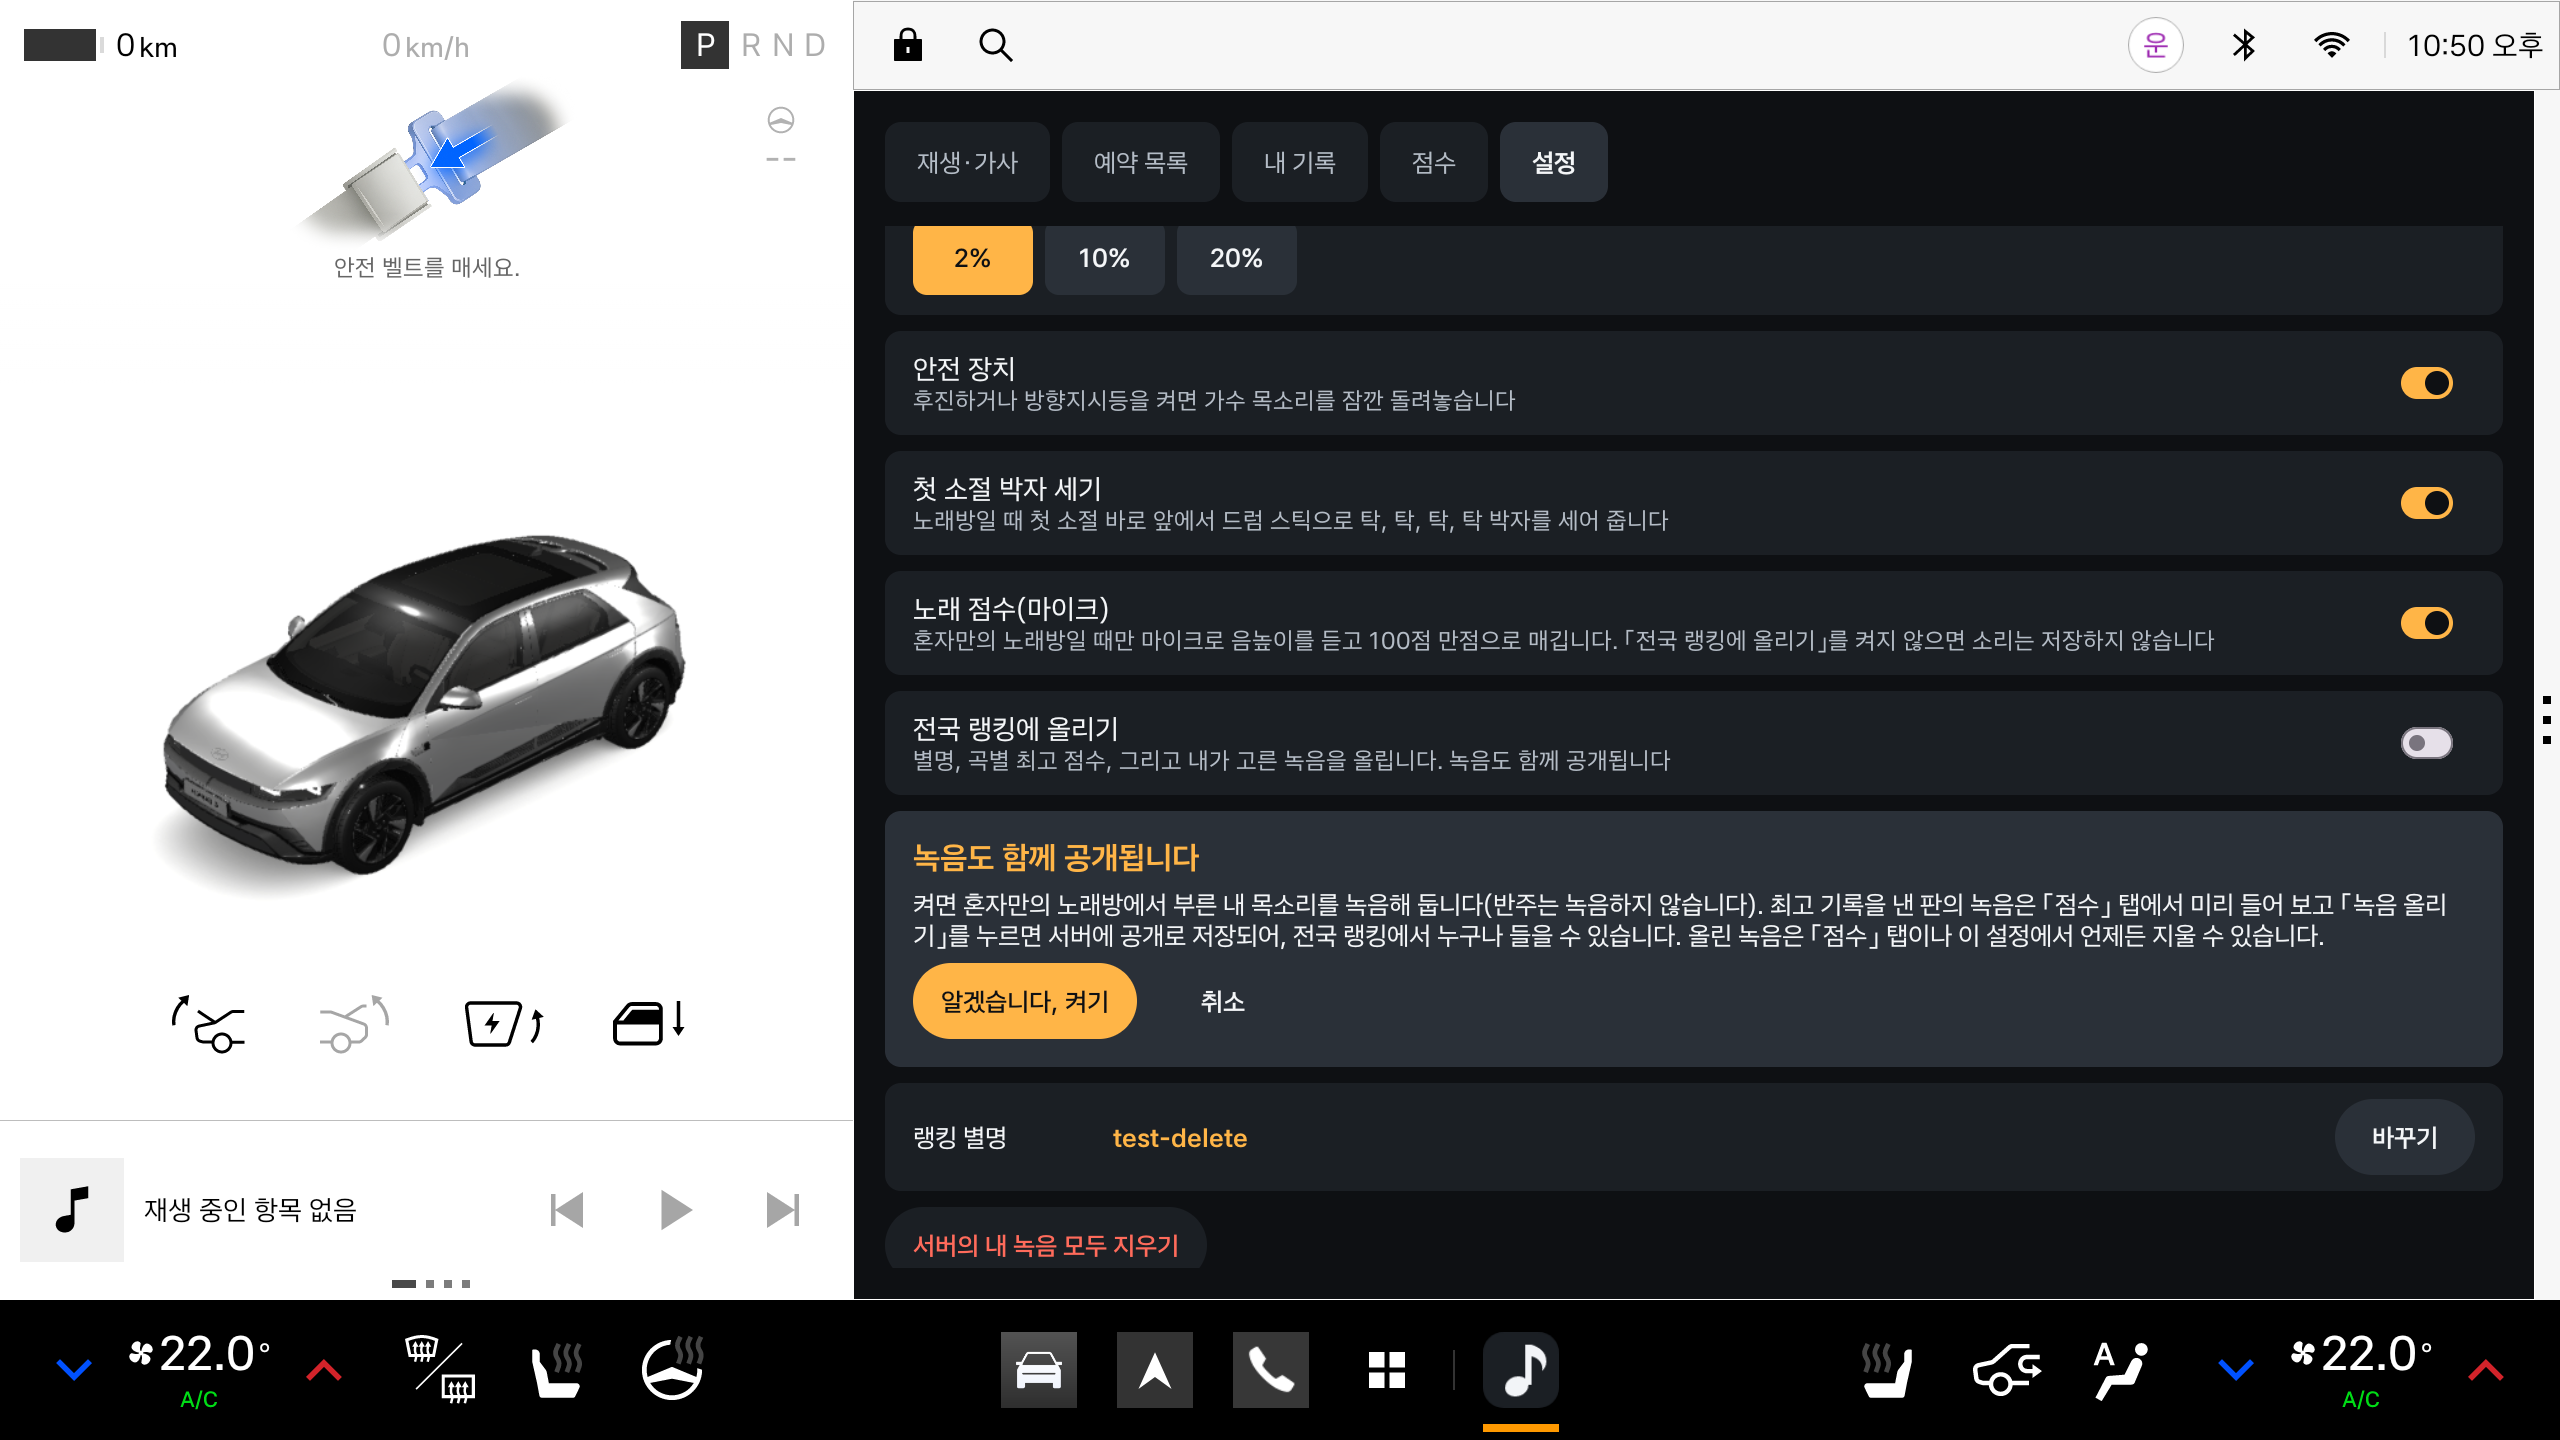 0 km
0 km/h
P R N D
안전 벨트를 매세요.
재생 중인 항목 없음
운
10:50 오후
재생·가사
예약 목록
내 기록
점수
설정
2%
10%
20%
안전 장치
후진하거나 방향지시등을 켜면 가수 목소리를 잠깐 돌려놓습니다
첫 소절 박자 세기
노래방일 때 첫 소절 바로 앞에서 드럼 스틱으로 탁, 탁, 탁, 탁 박자를 세어 줍니다
노래 점수(마이크)
혼자만의 노래방일 때만 마이크로 음높이를 듣고 100점 만점으로 매깁니다. 「전국 랭킹에 올리기」를 켜지 않으면 소리는 저장하지 않습니다
전국 랭킹에 올리기
별명, 곡별 최고 점수, 그리고 내가 고른 녹음을 올립니다. 녹음도 함께 공개됩니다
녹음도 함께 공개됩니다
켜면 혼자만의 노래방에서 부른 내 목소리를 녹음해 둡니다(반주는 녹음하지 않습니다). 최고 기록을 낸 판의 녹음은 「점수」 탭에서 미리 들어 보고 「녹음 올리
기」를 누르면 서버에 공개로 저장되어, 전국 랭킹에서 누구나 들을 수 있습니다. 올린 녹음은 「점수」 탭이나 이 설정에서 언제든 지울 수 있습니다.
알겠습니다, 켜기
취소
랭킹 별명
test-delete
바꾸기
서버의 내 녹음 모두 지우기
22.0°
A/C
A
22.0°
A/C